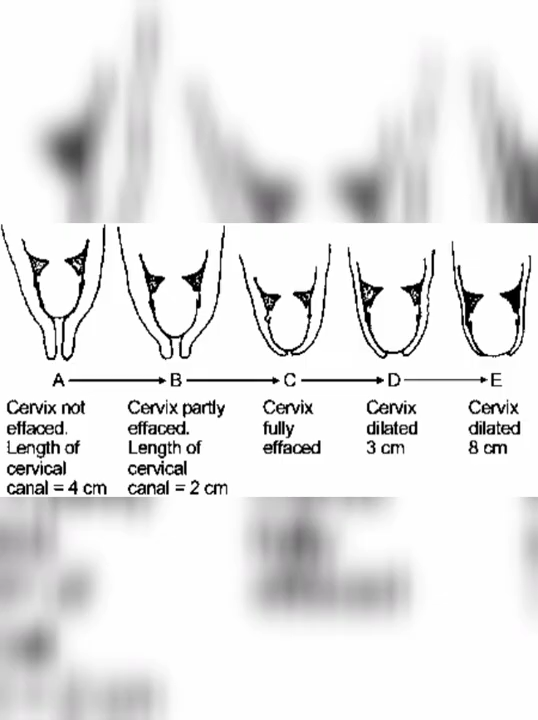 A B C D E
Cervix not
effaced.
Length of
cervical
canal = 4 cm
Cervix partly
effaced.
Length of
cervical
canal = 2 cm
Cervix
fully
effaced
Cervix
dilated
3 cm
Cervix
dilated
8 cm